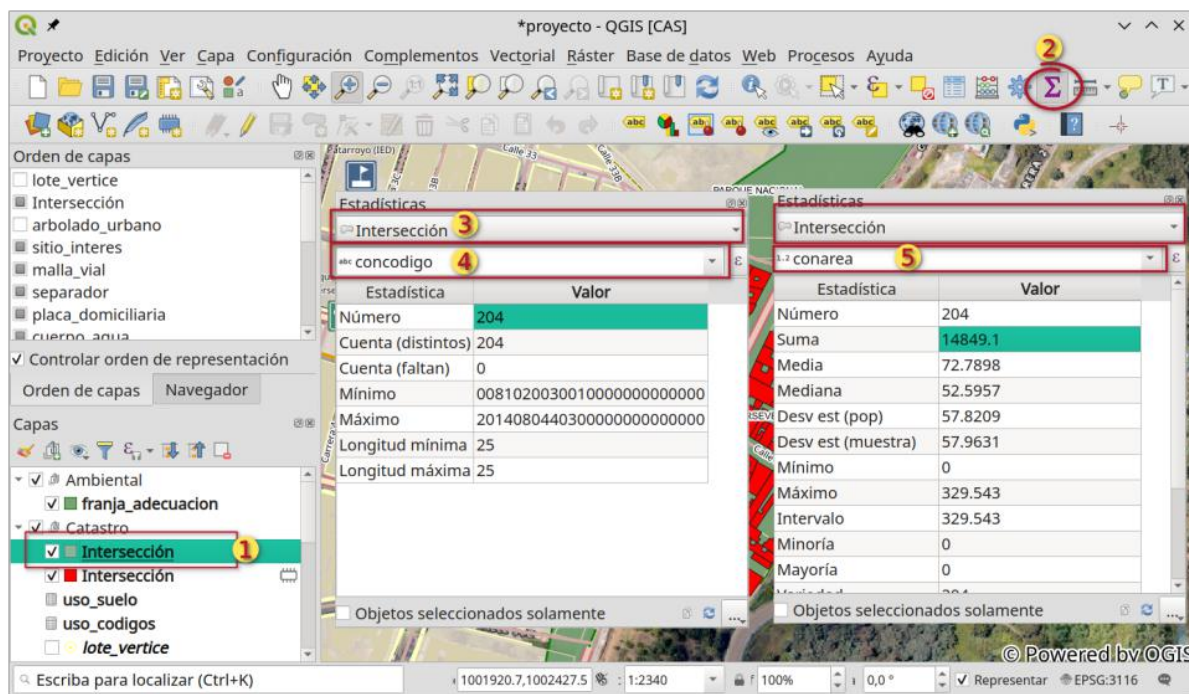 *proyecto - QGIS [CAS]
Proyecto Edición Ver Capa Configuración Complementos Vectorial Ráster Base de datos Web Procesos Ayuda
2
Orden de capas
lote_vertice
Intersección
arbolado_urbano
sitio_interes
malla_vial
separador
placa_domiciliaria
cuerpo_agua
Controlar orden de representación
Orden de capas Navegador
Capas
Ambiental
franja_adecuacion
Catastro
Intersección 1
Intersección
uso_suelo
uso_codigos
lote_vertice
Calle 33
Estadísticas
Intersección 3
abc concodigo 4 ε
Estadística Valor
Número 204
Cuenta (distintos) 204
Cuenta (faltan) 0
Mínimo 0081020030010000000000000
Máximo 2014080440300000000000000
Longitud mínima 25
Longitud máxima 25
Objetos seleccionados solamente ...
Estadísticas
Intersección
1.2 conarea 5 ε
Estadística Valor
Número 204
Suma 14849.1
Media 72.7898
Mediana 52.5957
Desv est (pop) 57.8209
Desv est (muestra) 57.9631
Mínimo 0
Máximo 329.543
Intervalo 329.543
Minoría 0
Mayoría 0
Objetos seleccionados solamente ...
© Powered by QGIS
Escriba para localizar (Ctrl+K) 1001920.7,1002427.5 1:2340 100% 0,0 ° Representar EPSG:3116